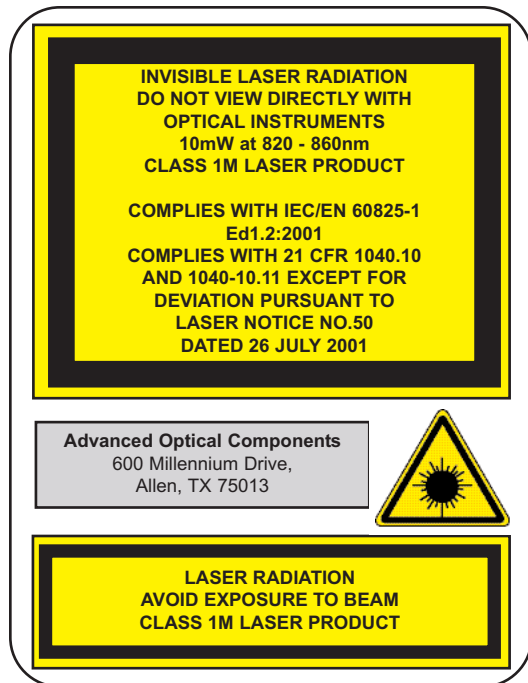 INVISIBLE LASER RADIATION
DO NOT VIEW DIRECTLY WITH
OPTICAL INSTRUMENTS
10mW at 820 - 860nm
CLASS 1M LASER PRODUCT
COMPLIES WITH IEC/EN 60825-1
Ed1.2:2001
COMPLIES WITH 21 CFR 1040.10
AND 1040-10.11 EXCEPT FOR
DEVIATION PURSUANT TO
LASER NOTICE NO.50
DATED 26 JULY 2001
Advanced Optical Components
600 Millennium Drive,
Allen, TX 75013
LASER RADIATION
AVOID EXPOSURE TO BEAM
CLASS 1M LASER PRODUCT